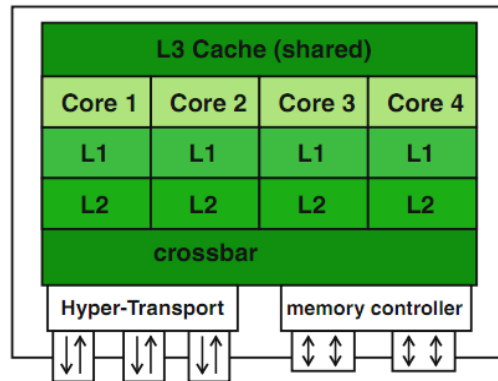 L3 Cache (shared)
Core 1 Core 2 Core 3 Core 4
L1 L1 L1 L1
L2 L2 L2 L2
crossbar
Hyper-Transport memory controller